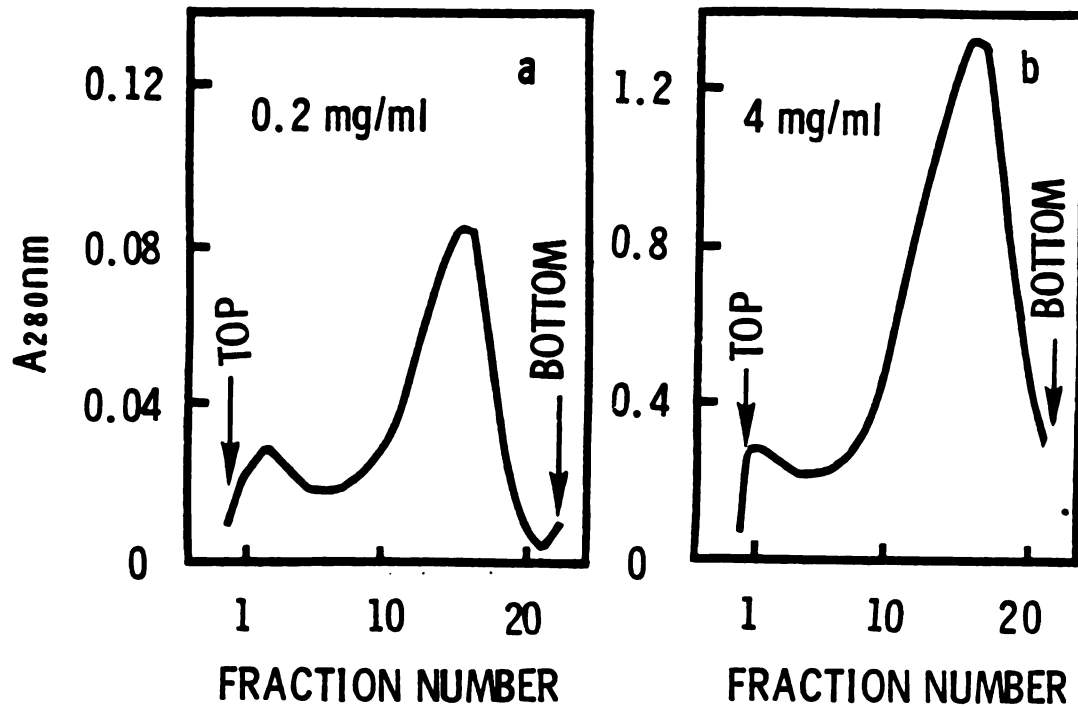 a
0.2 mg/ml
A280nm
0.12
0.08
0.04
0
TOP
BOTTOM
1 10 20
FRACTION NUMBER
b
4 mg/ml
1.2
0.8
0.4
0
TOP
BOTTOM
1 10 20
FRACTION NUMBER